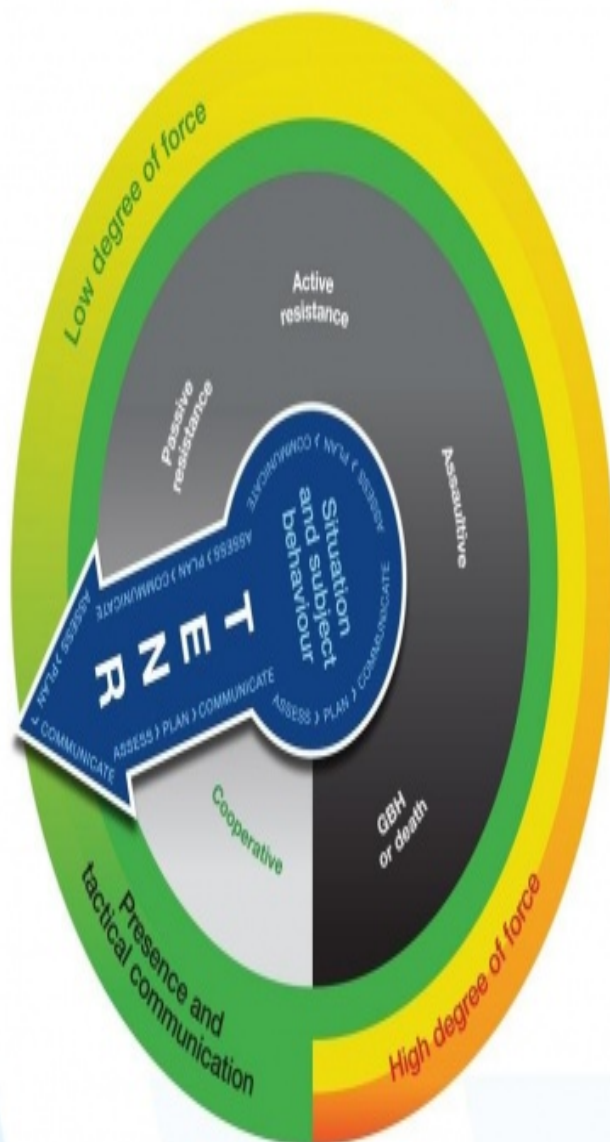 Low degree of force
Active
resistance
Passive
resistance
Assaultive
ASSESS > PLAN > COMMUNICATE
ASSESS > PLAN > COMMUNICATE
Situation
and subject
behaviour
ASSESS > PLAN > COMMUNICATE
TENR
ASSESS > PLAN > COMMUNICATE
ASSESS > PLAN > COMMUNICATE
Cooperative
GBH
or death
Presence and
tactical communication
High degree of force